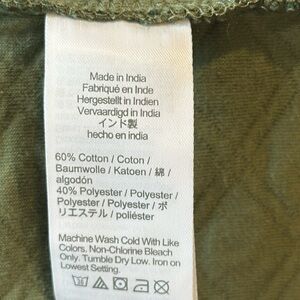 Made in India
Fabriqué en Inde
Hergestellt in Indien
Vervaardigd in India
インド製
hecho en india
60% Cotton / Coton /
Baumwolle / Katoen / 綿 /
algodón
40% Polyester / Polyester /
Polyester / Polyester / ポ
リエステル / poliéster
Machine Wash Cold With Like
Colors. Non-Chlorine Bleach
Only. Tumble Dry Low. Iron on
Lowest Setting.